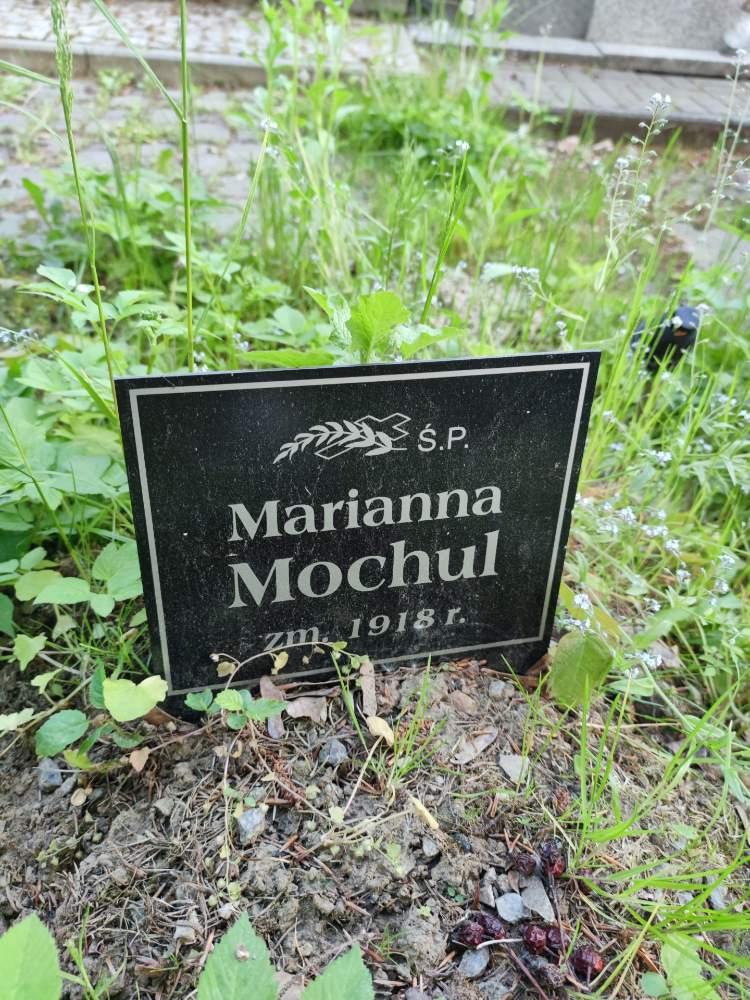 Ś.P.
Marianna
Mochul
zm. 1918 r.